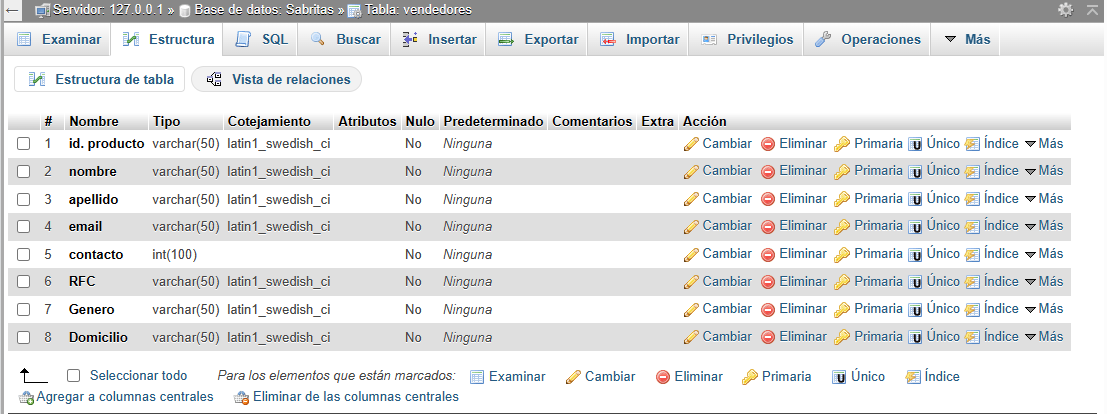 Servidor: 127.0.0.1 » Base de datos: Sabritas » Tabla: vendedores
Examinar Estructura SQL Buscar Insertar Exportar Importar Privilegios Operaciones Más
Estructura de tabla Vista de relaciones
# Nombre Tipo Cotejamiento Atributos Nulo Predeterminado Comentarios Extra Acción
1 id. producto varchar(50) latin1_swedish_ci No Ninguna Cambiar Eliminar Primaria Único Índice Más
2 nombre varchar(50) latin1_swedish_ci No Ninguna Cambiar Eliminar Primaria Único Índice Más
3 apellido varchar(50) latin1_swedish_ci No Ninguna Cambiar Eliminar Primaria Único Índice Más
4 email varchar(50) latin1_swedish_ci No Ninguna Cambiar Eliminar Primaria Único Índice Más
5 contacto int(100) No Ninguna Cambiar Eliminar Primaria Único Índice Más
6 RFC varchar(50) latin1_swedish_ci No Ninguna Cambiar Eliminar Primaria Único Índice Más
7 Genero varchar(50) latin1_swedish_ci No Ninguna Cambiar Eliminar Primaria Único Índice Más
8 Domicilio varchar(50) latin1_swedish_ci No Ninguna Cambiar Eliminar Primaria Único Índice Más
Seleccionar todo Para los elementos que están marcados: Examinar Cambiar Eliminar Primaria Único Índice
Agregar a columnas centrales Eliminar de las columnas centrales